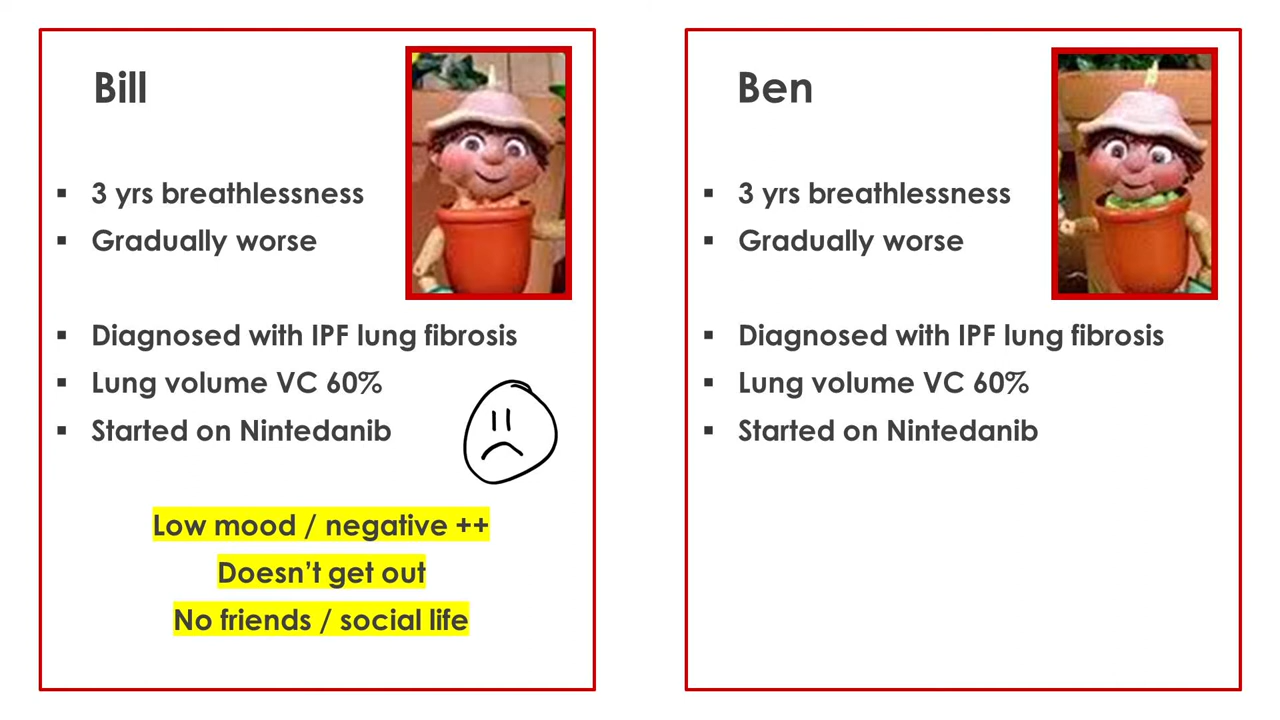 Bill
3 yrs breathlessness
Gradually worse
Diagnosed with IPF lung fibrosis
Lung volume VC 60%
Started on Nintedanib
Low mood / negative ++
Doesn't get out
No friends / social life
Ben
3 yrs breathlessness
Gradually worse
Diagnosed with IPF lung fibrosis
Lung volume VC 60%
Started on Nintedanib